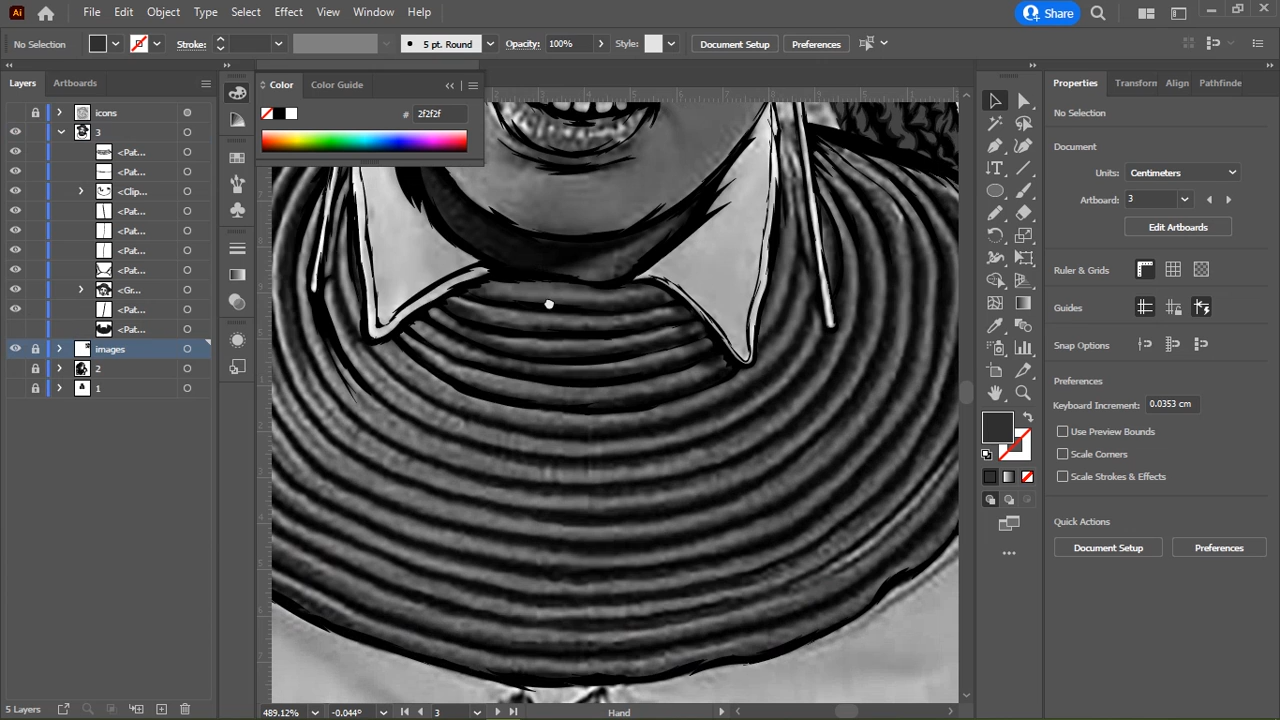 Ai File Edit Object Type Select Effect View Window Help Share
No Selection Stroke: 5 pt. Round Opacity: 100% Style: Document Setup Preferences
Layers Artboards
icons
3
<Pat...
<Pat...
<Clip...
<Pat...
<Pat...
<Pat...
<Pat...
<Gr...
<Pat...
<Pat...
images
2
1
5 Layers
Color Color Guide
# 2f2f2f
489.12% -0.044° 3 Hand
Properties Transform Align Pathfinde
No Selection
Document
Units: Centimeters
Artboard: 3
Edit Artboards
Ruler & Grids
Guides
Snap Options
Preferences
Keyboard Increment: 0.0353 cm
Use Preview Bounds
Scale Corners
Scale Strokes & Effects
Quick Actions
Document Setup Preferences